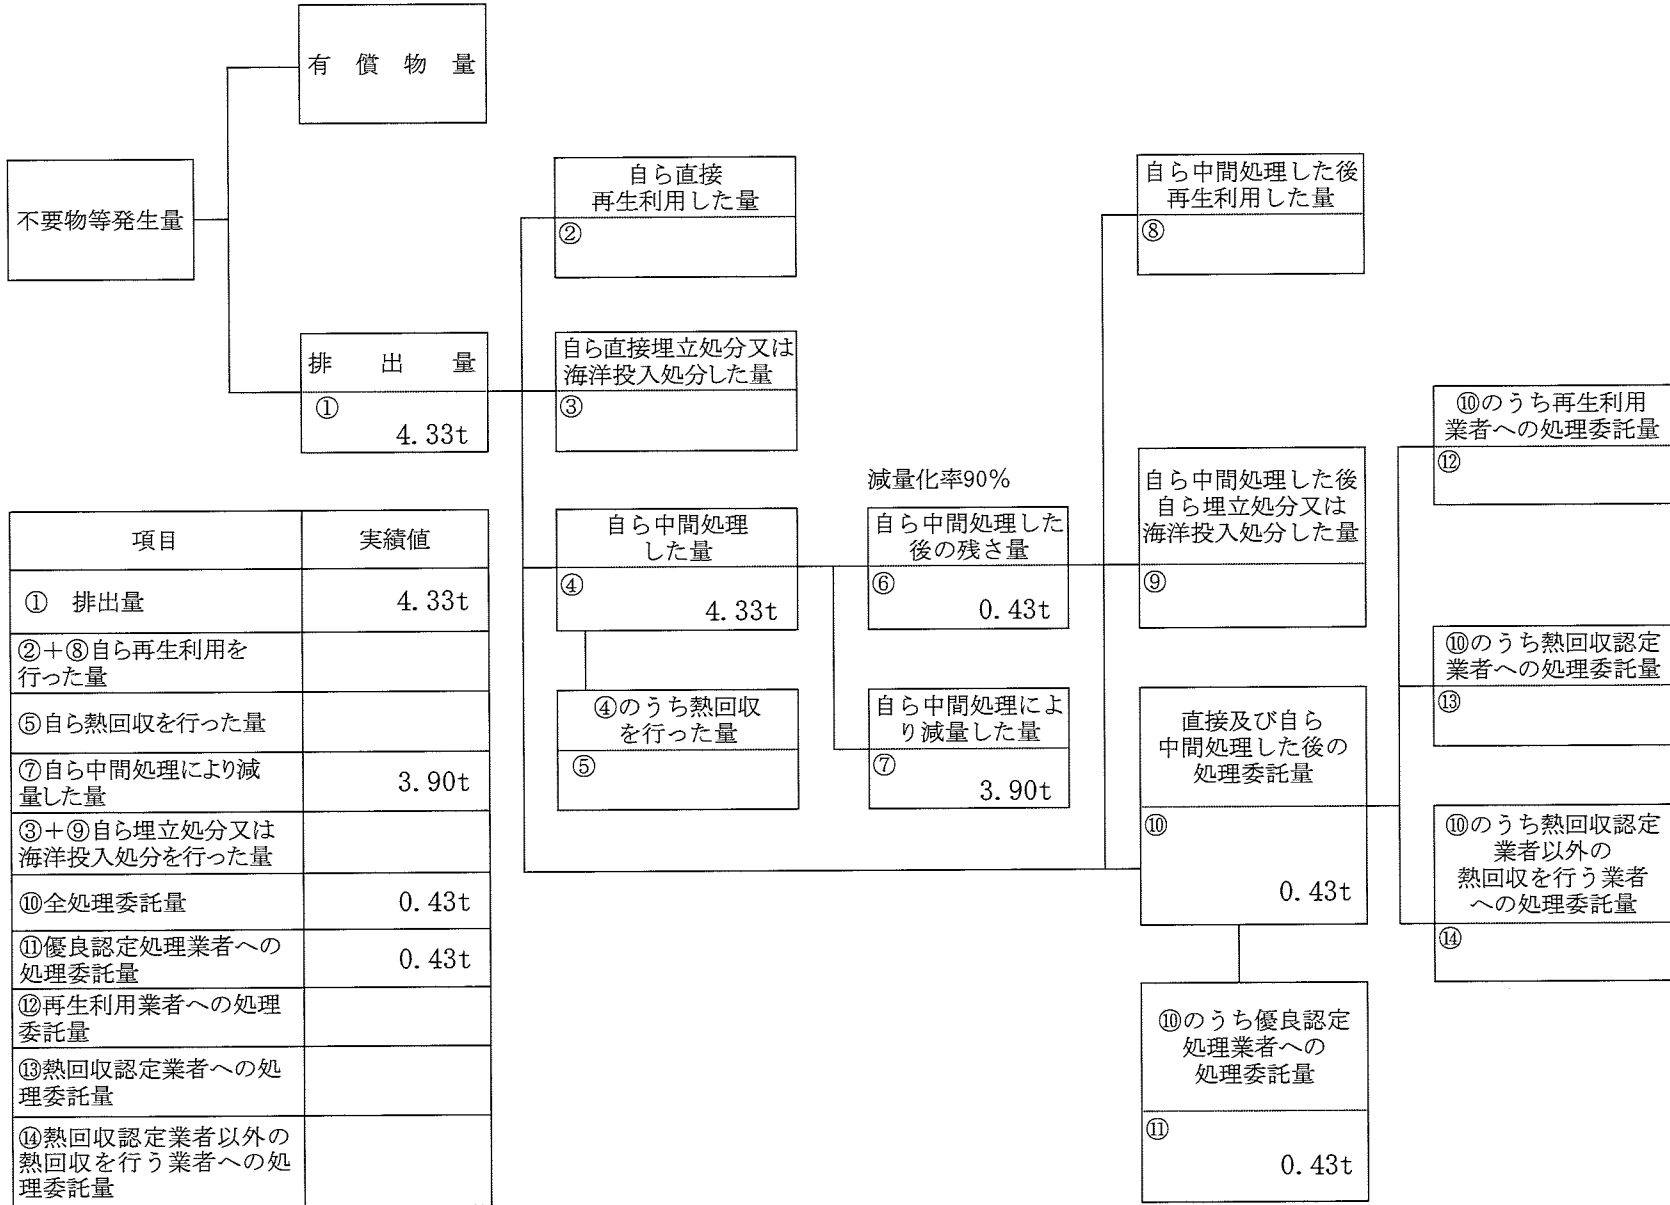 有償物量
不要物等発生量
排出量
①
4.33t
自ら直接
再生利用した量
②
自ら直接埋立処分又は
海洋投入処分した量
③
自ら中間処理
した量
④
4.33t
④のうち熱回収
を行った量
⑤
減量化率90%
自ら中間処理した
後の残さ量
⑥
0.43t
自ら中間処理によ
り減量した量
⑦
3.90t
自ら中間処理した後
再生利用した量
⑧
自ら中間処理した後
自ら埋立処分又は
海洋投入処分した量
⑨
直接及び自ら
中間処理した後の
処理委託量
⑩
0.43t
⑩のうち優良認定
処理業者への
処理委託量
⑪
0.43t
⑩のうち再生利用
業者への処理委託量
⑫
⑩のうち熱回収認定
業者への処理委託量
⑬
⑩のうち熱回収認定
業者以外の
熱回収を行う業者
への処理委託量
⑭
項目 実績値
① 排出量 4.33t
②+⑧自ら再生利用を
行った量
⑤自ら熱回収を行った量
⑦自ら中間処理により減
量した量 3.90t
③+⑨自ら埋立処分又は
海洋投入処分を行った量
⑩全処理委託量 0.43t
⑪優良認定処理業者への
処理委託量 0.43t
⑫再生利用業者への処理
委託量
⑬熱回収認定業者への処
理委託量
⑭熱回収認定業者以外の
熱回収を行う業者への処
理委託量